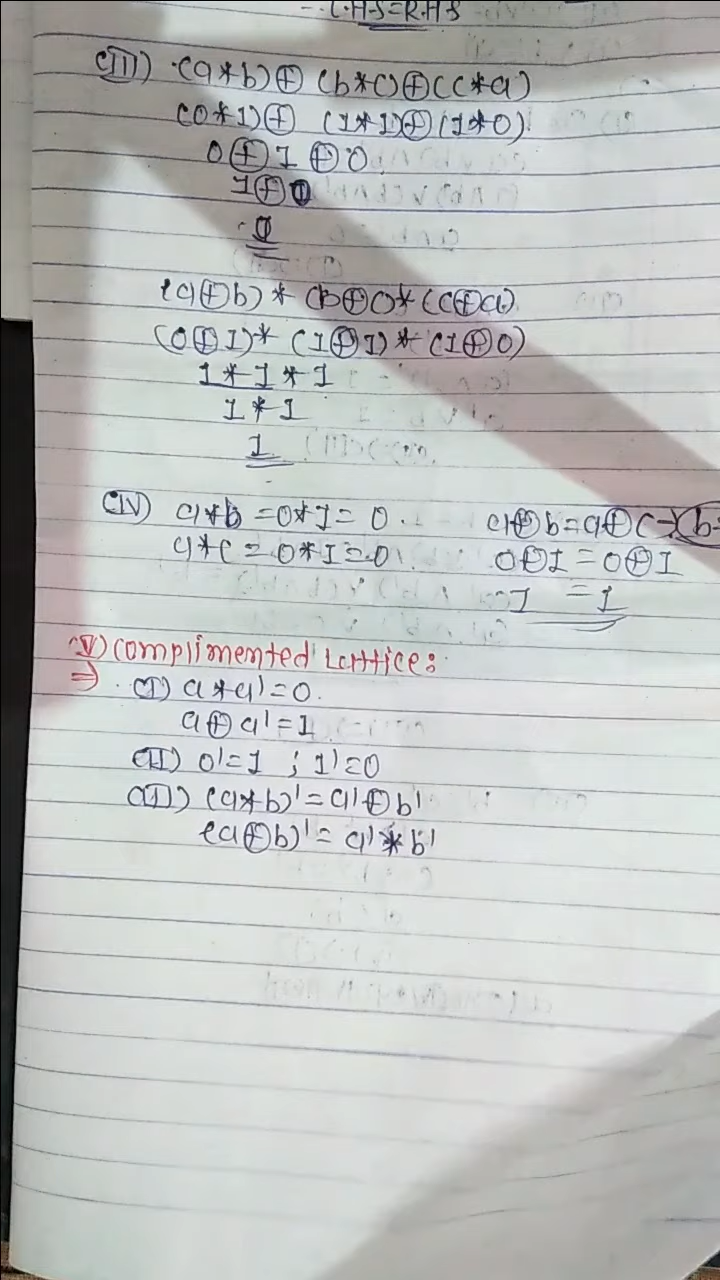 ∴ L.H.S=R.H.S
(III) (a*b)⊕ (b*c)⊕(c*a)
(0*1)⊕ (1*1)⊕(1*0)
0⊕1⊕0
1⊕0
(a⊕b)* (b⊕c)*(c⊕a)
(0⊕1)* (1⊕1)*(1⊕0)
1*1*1
1*1
1
(IV) a*b =0*1= 0. a⊕b=a⊕c→(b=
a*c = 0*1=0 0⊕1=0⊕1
1 =1
(V) complimented Lattice:
⇒ (I) a*a'=0.
a⊕a'=1
(II) 0'=1 ; 1'=0
(III) (a*b)'=a'⊕b'
(a⊕b)'= a'*b'